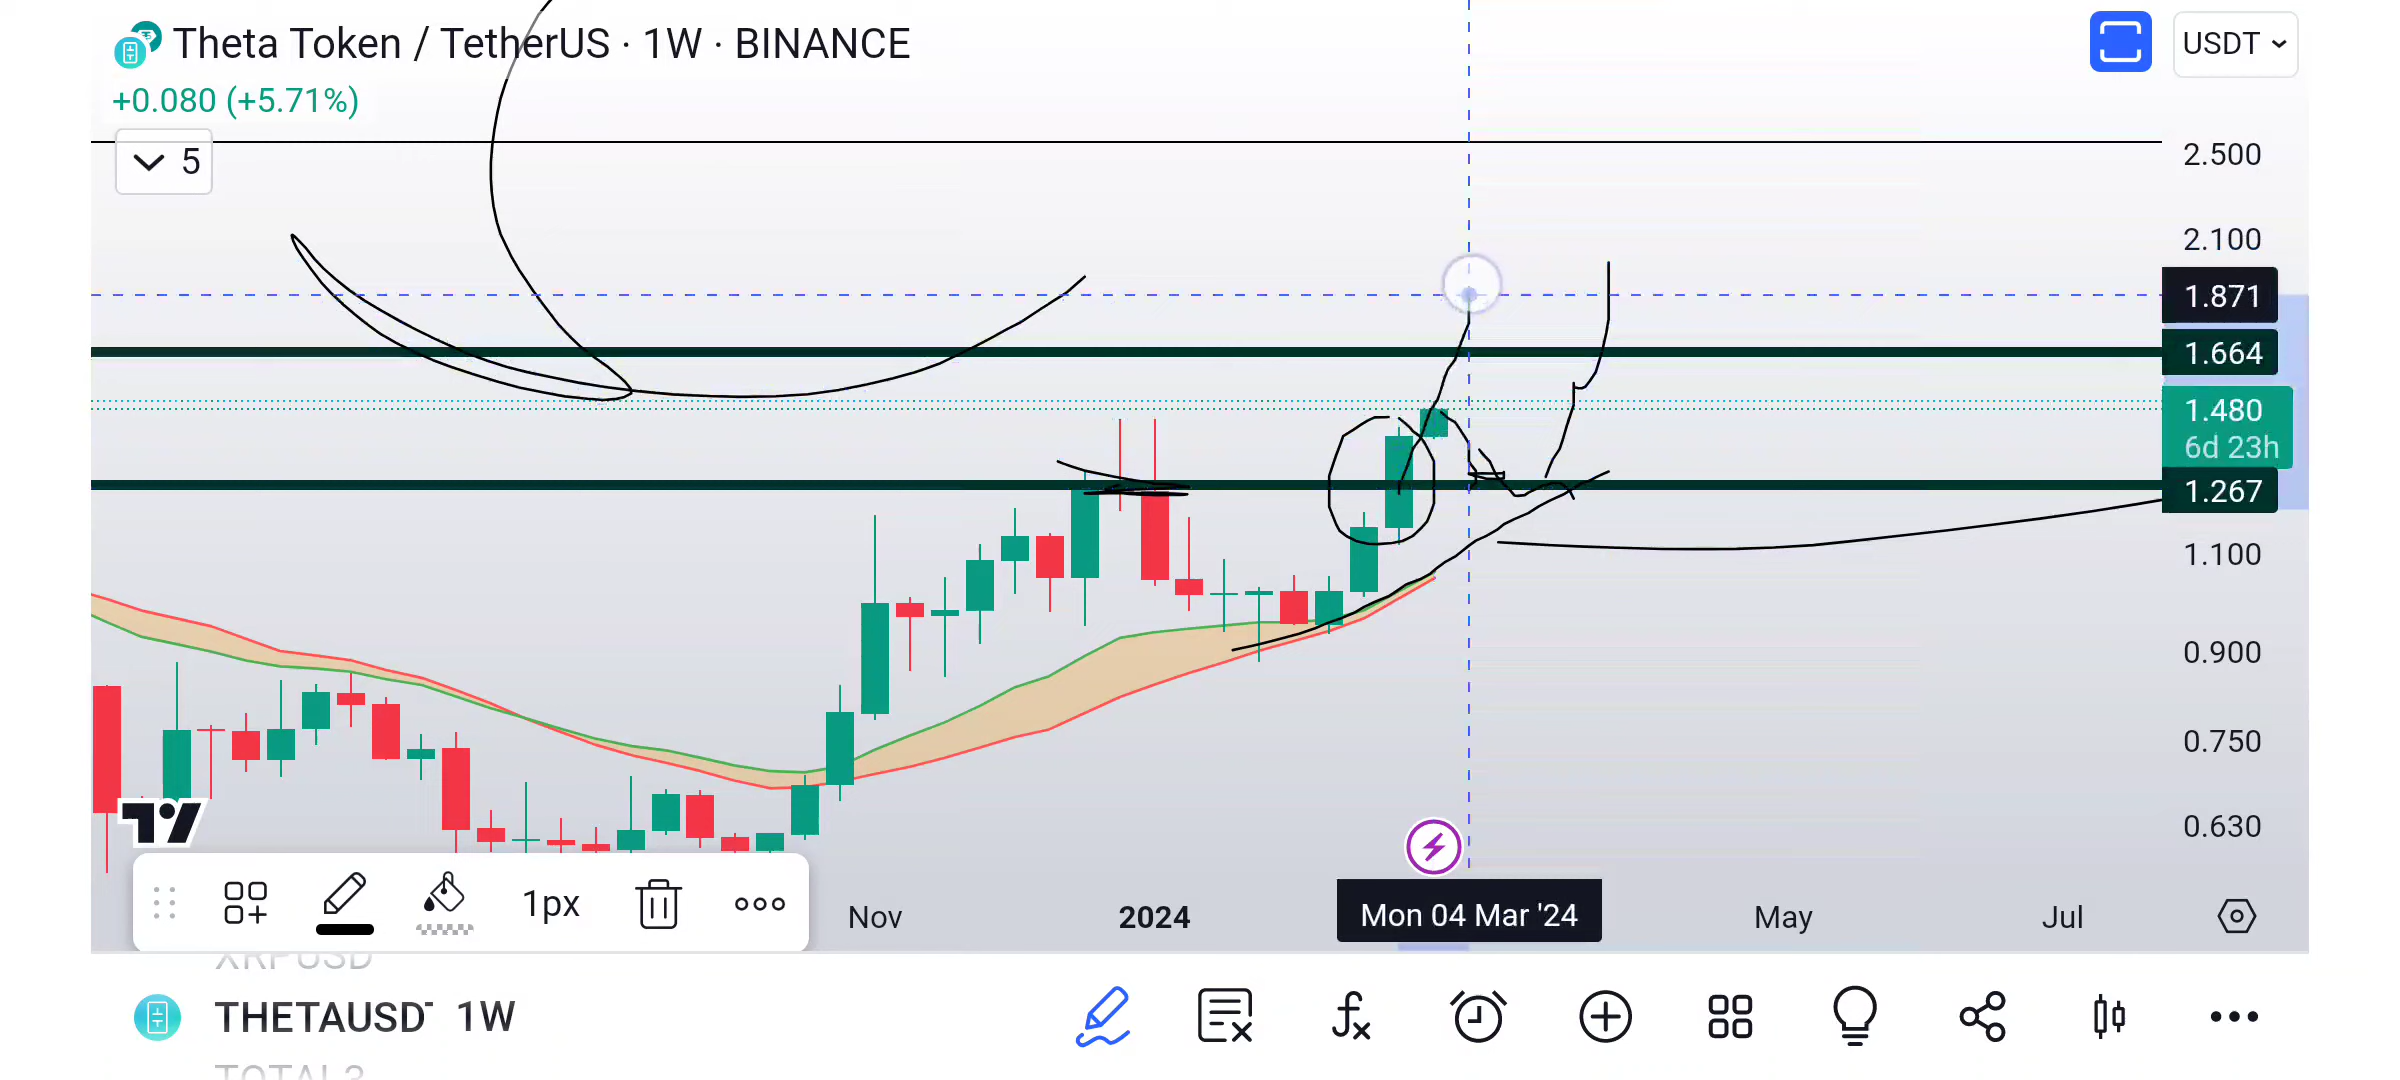 Theta Token / TetherUS · 1W · BINANCE
USDT
+0.080 (+5.71%)
5
2.500
2.100
1.871
1.664
1.480
6d 23h
1.267
1.100
0.900
0.750
0.630
1px
Nov
2024
Mon 04 Mar '24
May
Jul
XRPUSD
THETAUSD 1W
TOTAL3